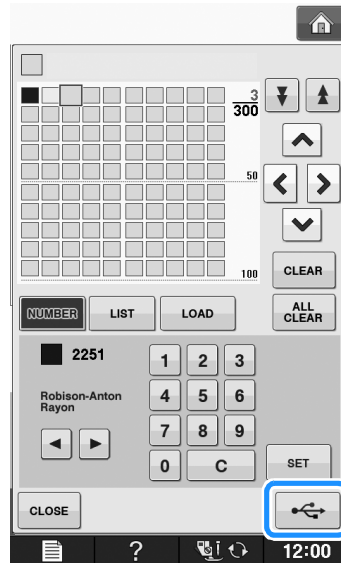 3
300
50
100
CLEAR
NUMBER LIST LOAD
ALL
CLEAR
2251
Robison-Anton
Rayon
1 2 3
4 5 6
7 8 9
0 C
SET
CLOSE
? 12:00